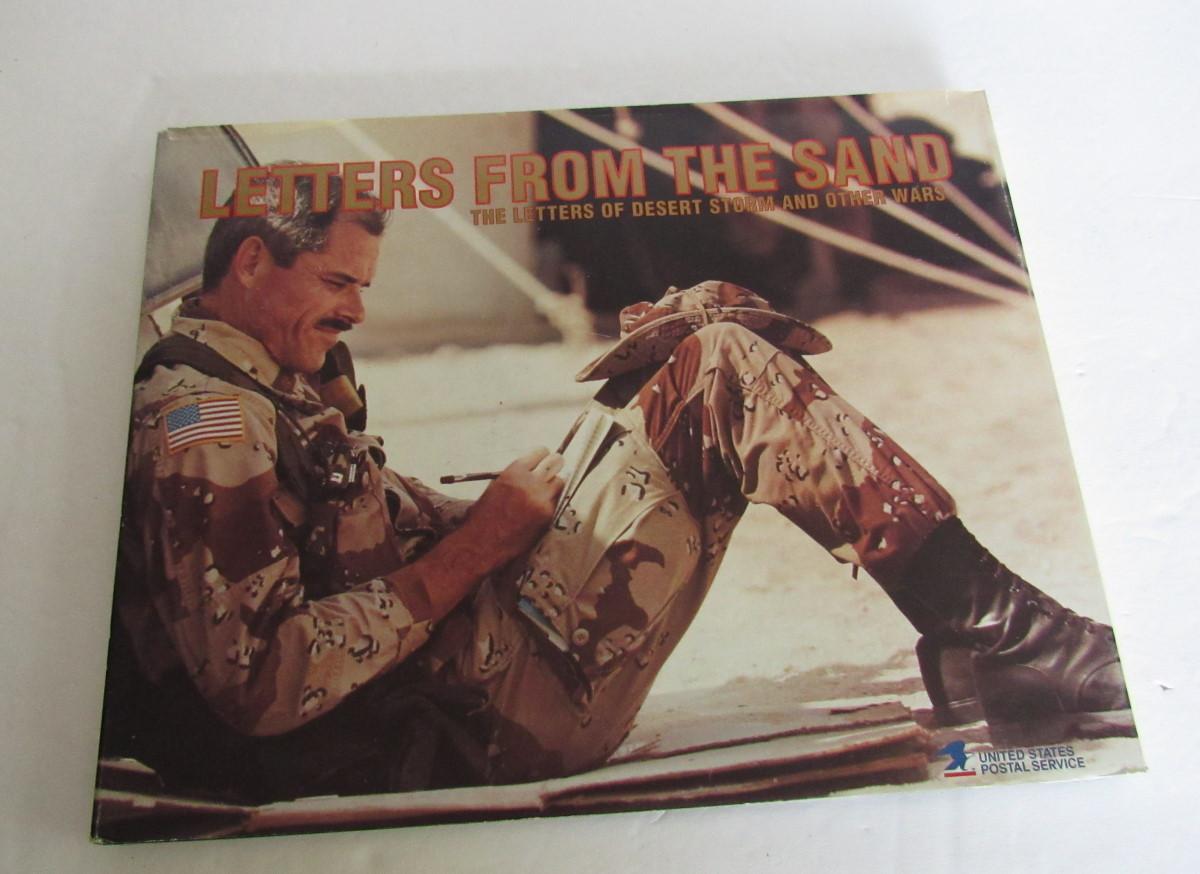 LETTERS FROM THE SAND
THE LETTERS OF DESERT STORM AND OTHER WARS
UNITED STATES
POSTAL SERVICE